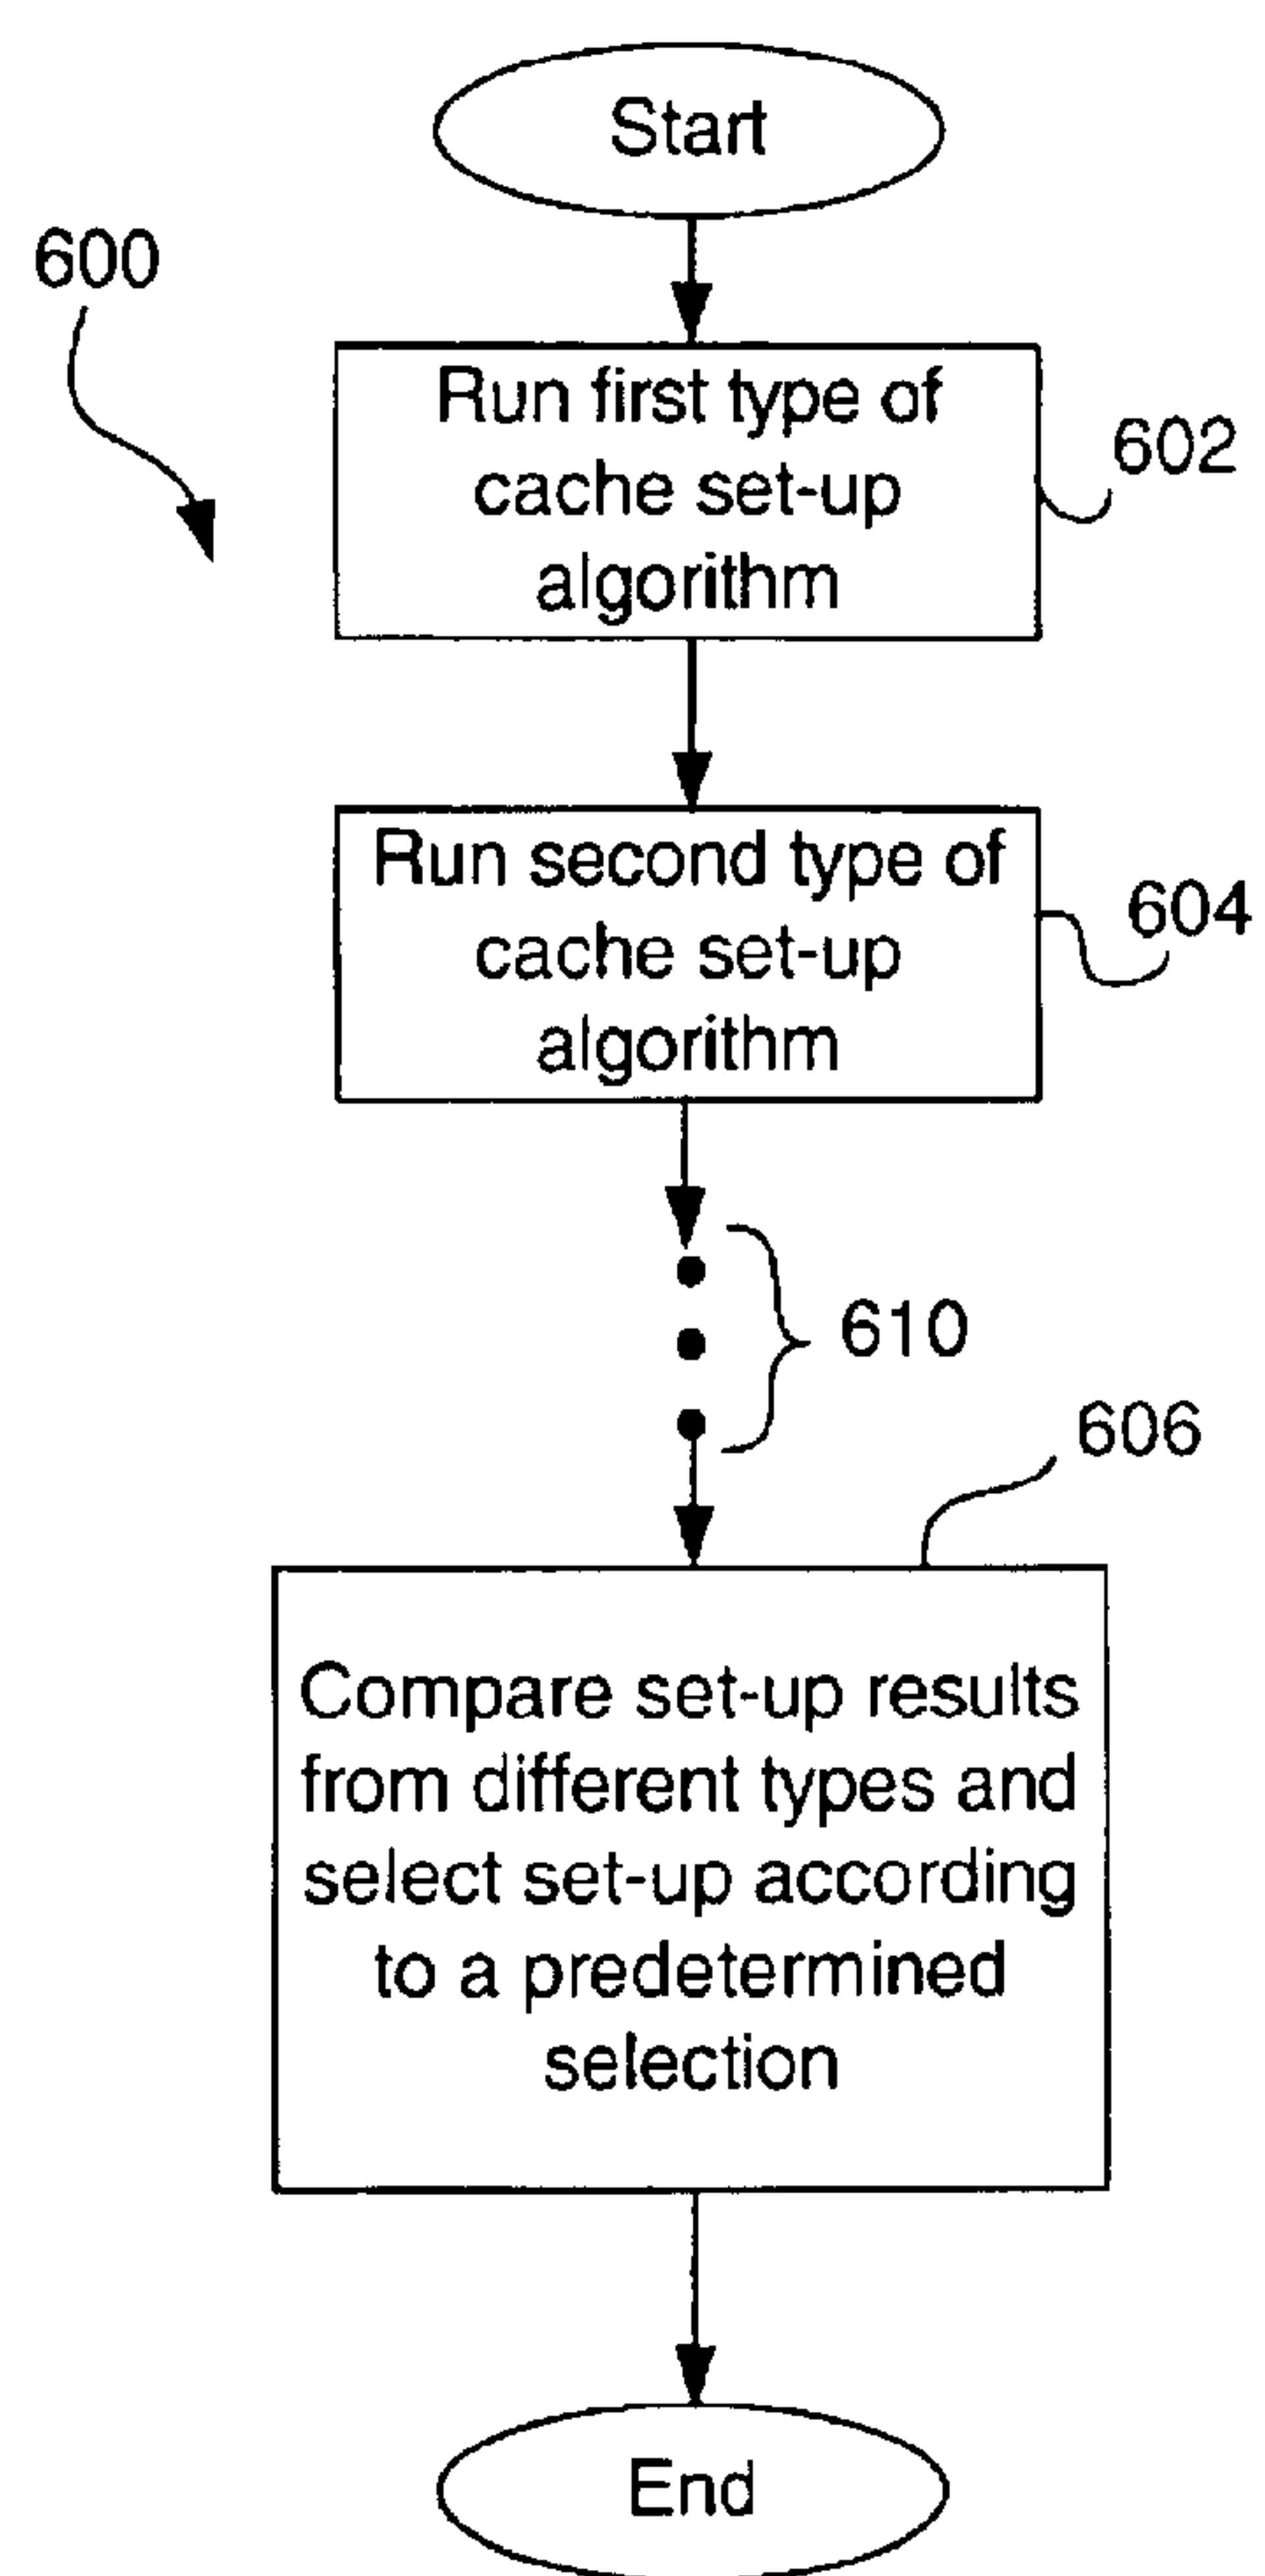 Start
600
Run first type of
cache set-up
algorithm
602
Run second type of
cache set-up
algorithm
604
610
606
Compare set-up results
from different types and
select set-up according
to a predetermined
selection
End